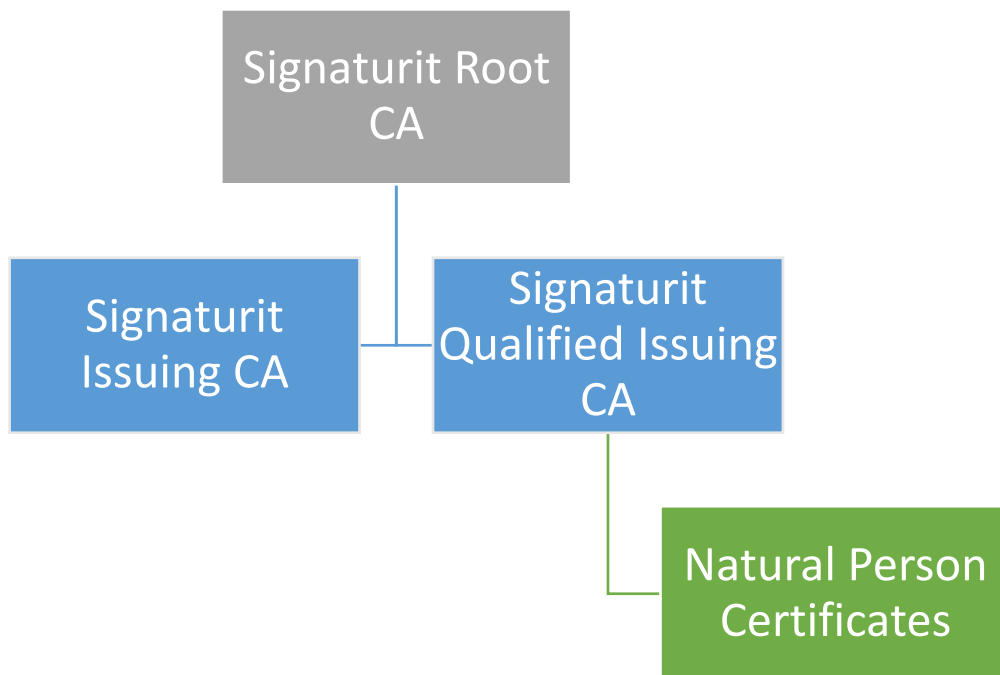 Signaturit Root
CA
Signaturit
Issuing CA
Signaturit
Qualified Issuing
CA
Natural Person
Certificates